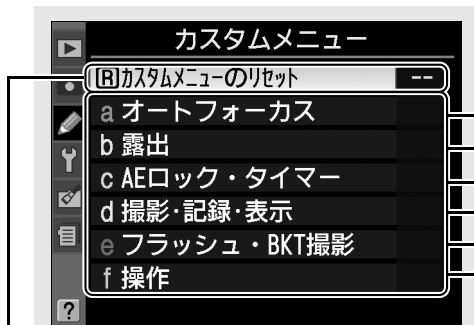 カスタムメニュー
Rカスタムメニューのリセット --
a オートフォーカス
b 露出
c AEロック・タイマー
d 撮影・記録・表示
e フラッシュ・BKT撮影
f 操作
?